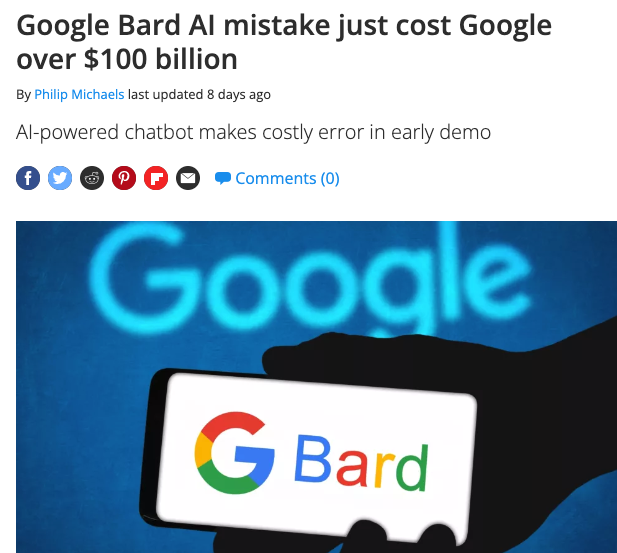 Google Bard AI mistake just cost Google
over $100 billion
By Philip Michaels last updated 8 days ago
AI-powered chatbot makes costly error in early demo
Comments (0)
Google
G Bard